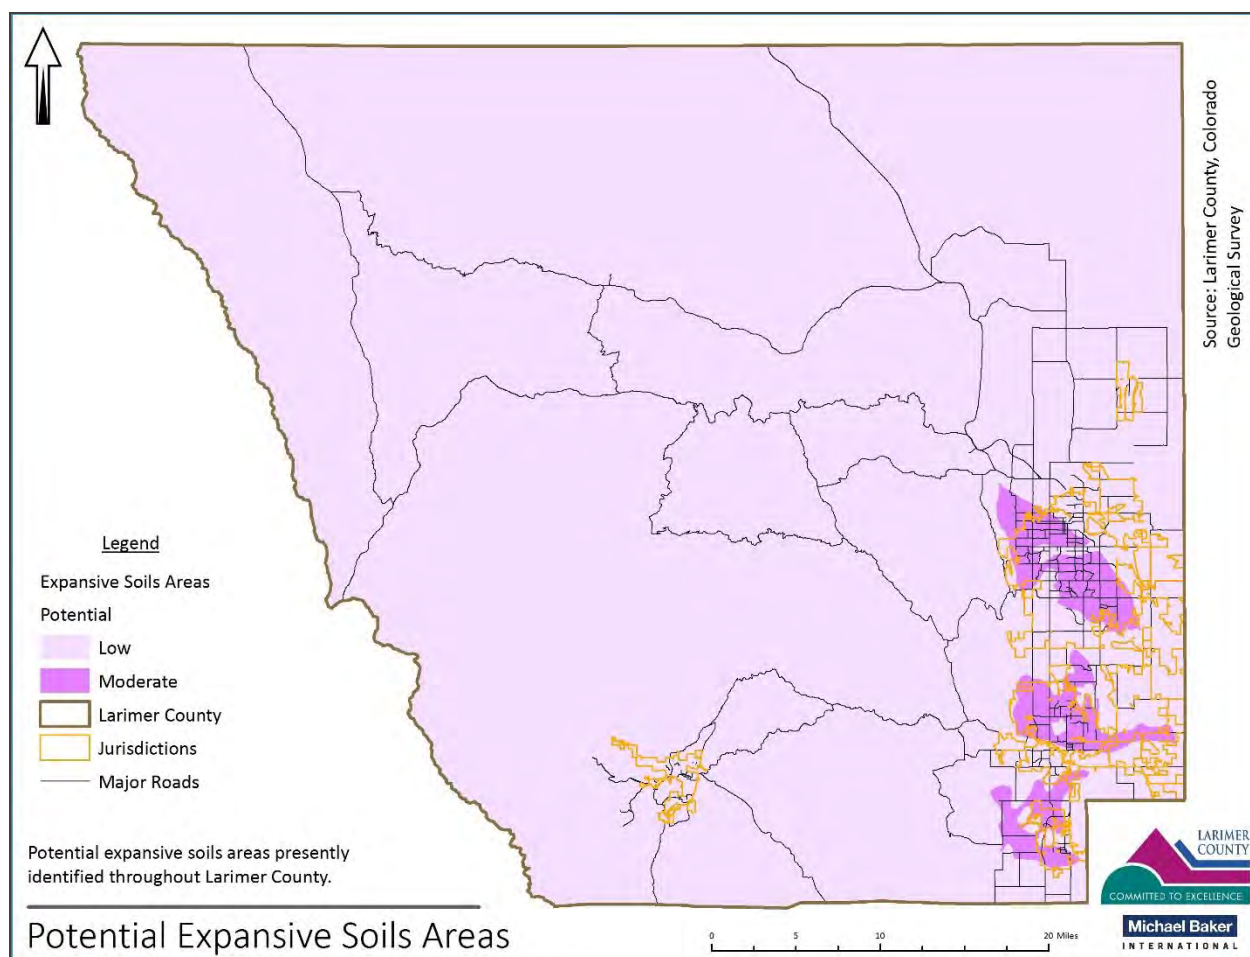 Source: Larimer County, Colorado
Geological Survey
Legend
Expansive Soils Areas
Potential
Low
Moderate
Larimer County
Jurisdictions
Major Roads
Potential expansive soils areas presently
identified throughout Larimer County.
Potential Expansive Soils Areas
0 5 10 20 Miles
LARIMER
COUNTY
COMMITTED TO EXCELLENCE
Michael Baker
INTERNATIONAL